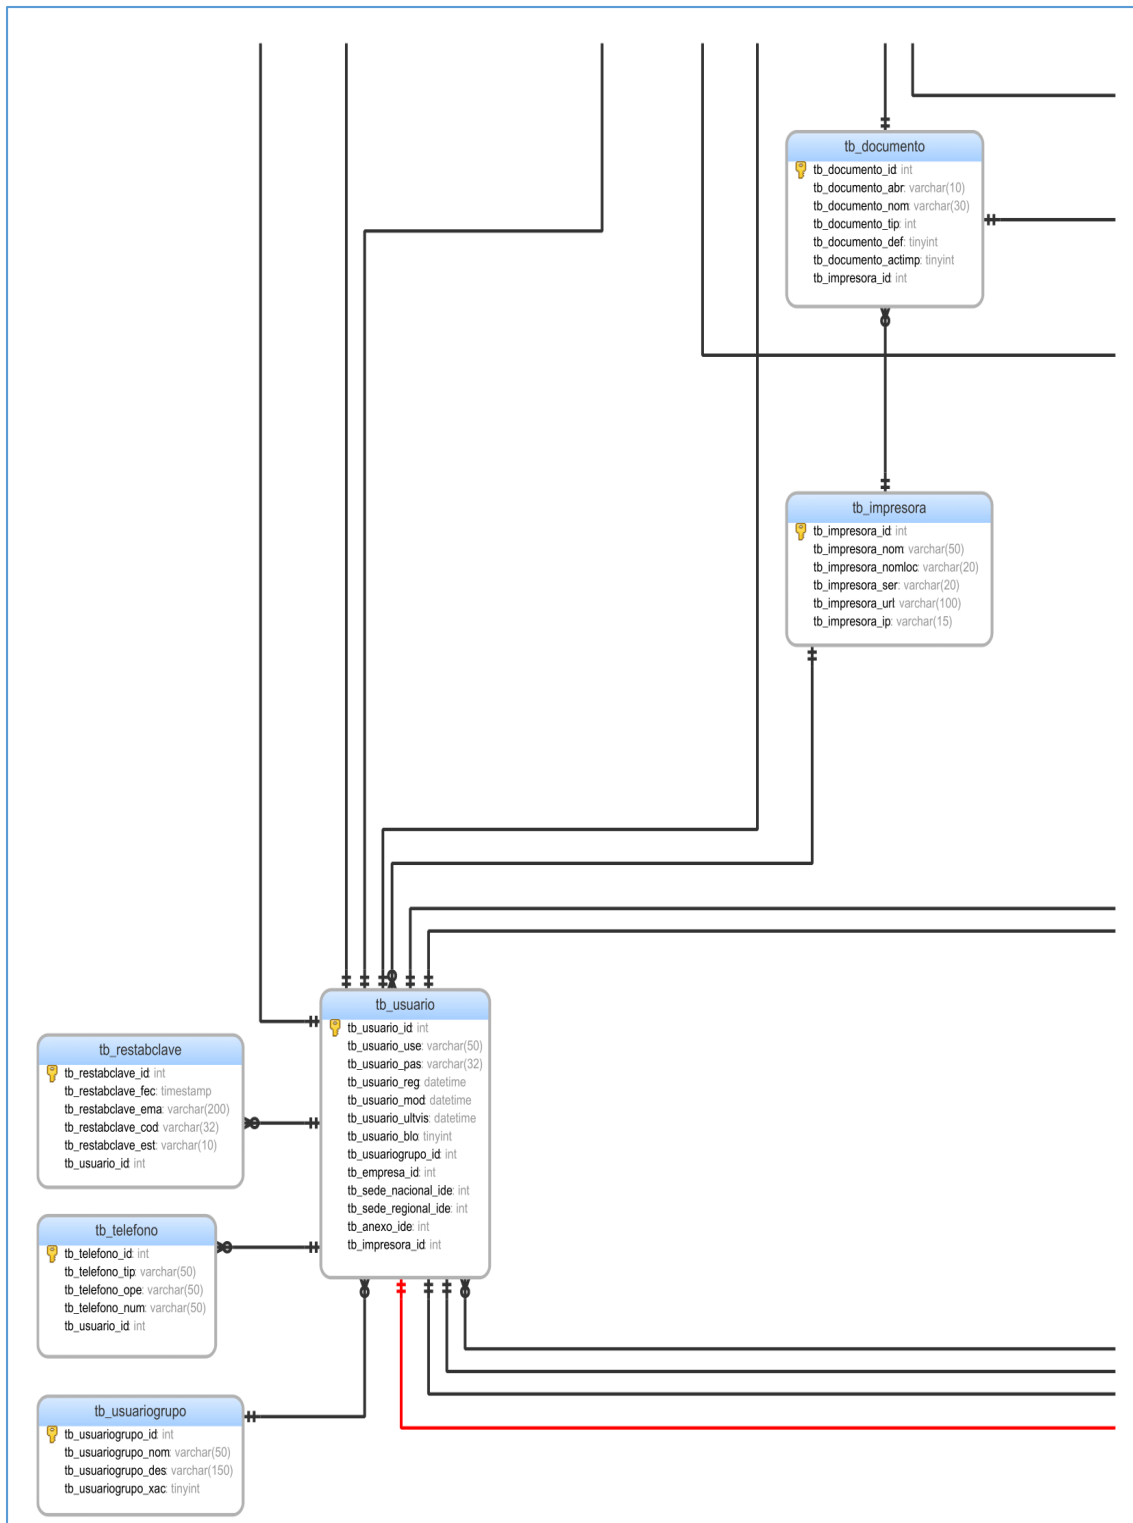 tb_documento
tb_documento_id: int
tb_documento_abr: varchar(10)
tb_documento_nom: varchar(30)
tb_documento_tip: int
tb_documento_def: tinyint
tb_documento_actimp: tinyint
tb_impresora_id: int
tb_impresora
tb_impresora_id: int
tb_impresora_nom: varchar(50)
tb_impresora_nomloc: varchar(20)
tb_impresora_ser: varchar(20)
tb_impresora_url: varchar(100)
tb_impresora_ip: varchar(15)
tb_usuario
tb_usuario_id: int
tb_usuario_use: varchar(50)
tb_usuario_pas: varchar(32)
tb_usuario_reg: datetime
tb_usuario_mod: datetime
tb_usuario_ultvis: datetime
tb_usuario_blo: tinyint
tb_usuariogrupo_id: int
tb_empresa_id: int
tb_sede_nacional_ide: int
tb_sede_regional_ide: int
tb_anexo_ide: int
tb_impresora_id: int
tb_restabclave
tb_restabclave_id: int
tb_restabclave_fec: timestamp
tb_restabclave_ema: varchar(200)
tb_restabclave_cod: varchar(32)
tb_restabclave_est: varchar(10)
tb_usuario_id: int
tb_telefono
tb_telefono_id: int
tb_telefono_tip: varchar(50)
tb_telefono_ope: varchar(50)
tb_telefono_num: varchar(50)
tb_usuario_id: int
tb_usuariogrupo
tb_usuariogrupo_id: int
tb_usuariogrupo_nom: varchar(50)
tb_usuariogrupo_des: varchar(150)
tb_usuariogrupo_xac: tinyint